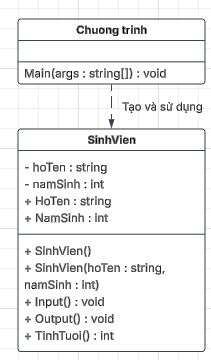 Chuong trinh
Main(args : string[]) : void
Tạo và sử dụng
SinhVien
- hoTen : string
- namSinh : int
+ HoTen : string
+ NamSinh : int
+ SinhVien()
+ SinhVien(hoTen : string,
namSinh : int)
+ Input() : void
+ Output() : void
+ TinhTuoi() : int